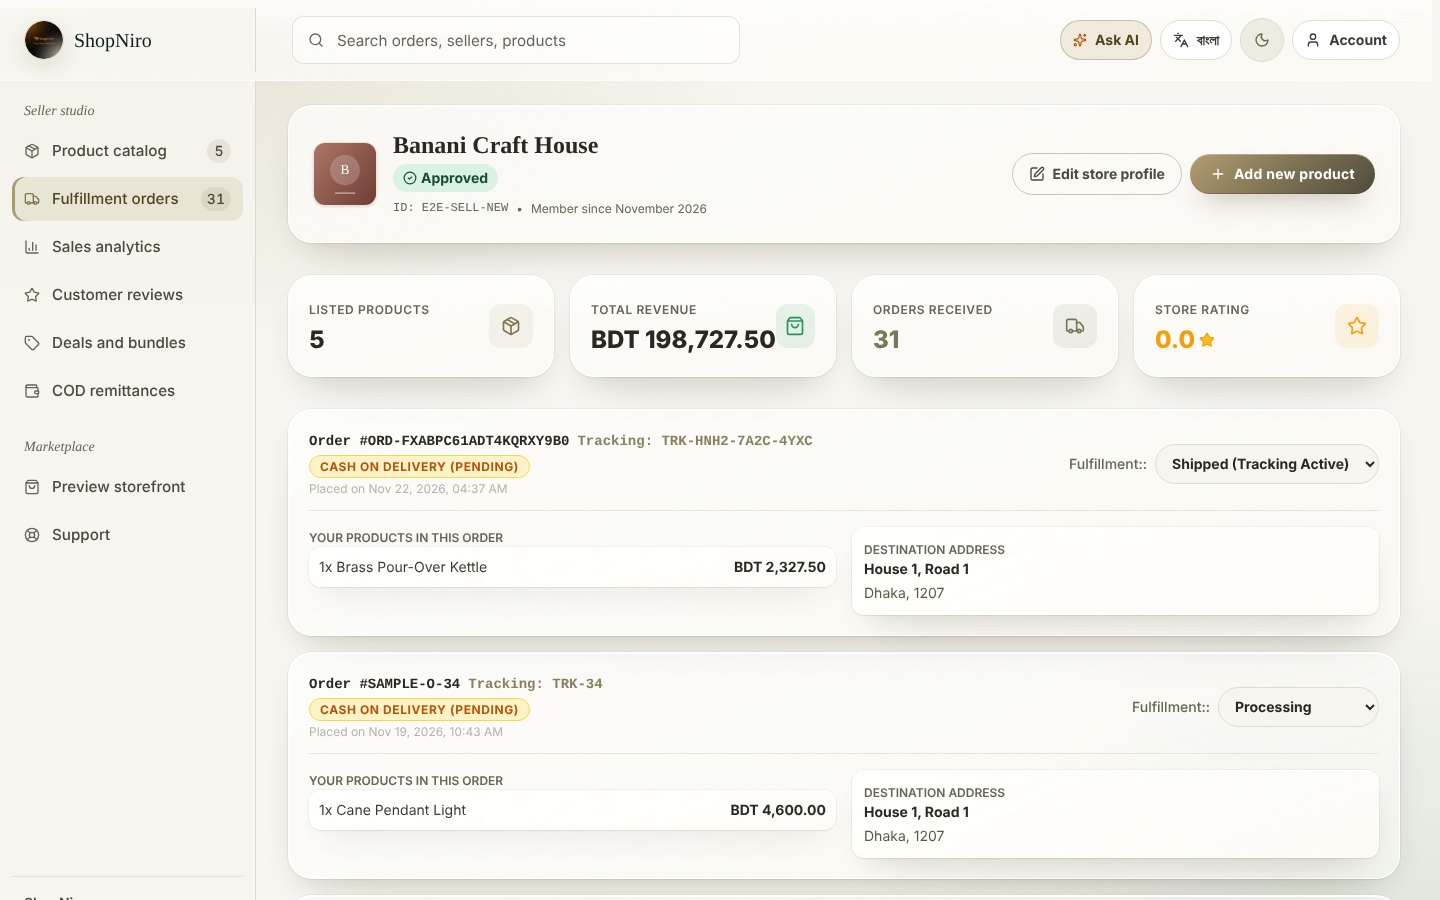 ShopNiro
Search orders, sellers, products
Ask AI
বাংলা
Account
Seller studio
Product catalog 5
Fulfillment orders 31
Sales analytics
Customer reviews
Deals and bundles
COD remittances
Marketplace
Preview storefront
Support
B
Banani Craft House
Approved
ID: E2E-SELL-NEW • Member since November 2026
Edit store profile
Add new product
LISTED PRODUCTS
5
TOTAL REVENUE
BDT 198,727.50
ORDERS RECEIVED
31
STORE RATING
0.0
Order #ORD-FXABPC61ADT4KQRXY9B0 Tracking: TRK-HNH2-7A2C-4YXC
CASH ON DELIVERY (PENDING)
Placed on Nov 22, 2026, 04:37 AM
Fulfillment:: Shipped (Tracking Active)
YOUR PRODUCTS IN THIS ORDER
1x Brass Pour-Over Kettle BDT 2,327.50
DESTINATION ADDRESS
House 1, Road 1
Dhaka, 1207
Order #SAMPLE-O-34 Tracking: TRK-34
CASH ON DELIVERY (PENDING)
Placed on Nov 19, 2026, 10:43 AM
Fulfillment:: Processing
YOUR PRODUCTS IN THIS ORDER
1x Cane Pendant Light BDT 4,600.00
DESTINATION ADDRESS
House 1, Road 1
Dhaka, 1207